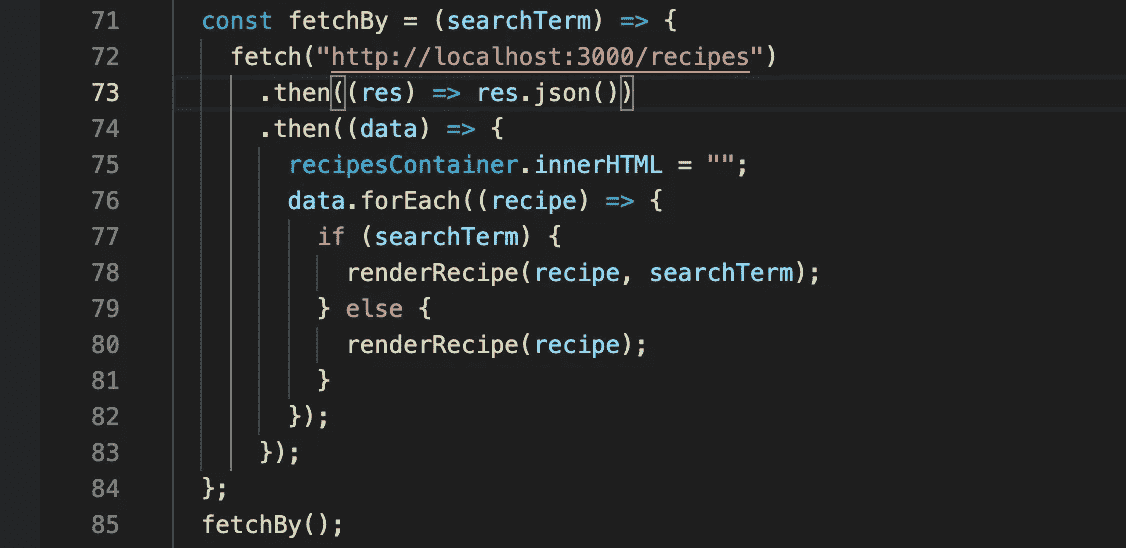 71 const fetchBy = (searchTerm) => {
72 fetch("http://localhost:3000/recipes")
73 .then((res) => res.json())
74 .then((data) => {
75 recipesContainer.innerHTML = "";
76 data.forEach((recipe) => {
77 if (searchTerm) {
78 renderRecipe(recipe, searchTerm);
79 } else {
80 renderRecipe(recipe);
81 }
82 });
83 });
84 };
85 fetchBy();